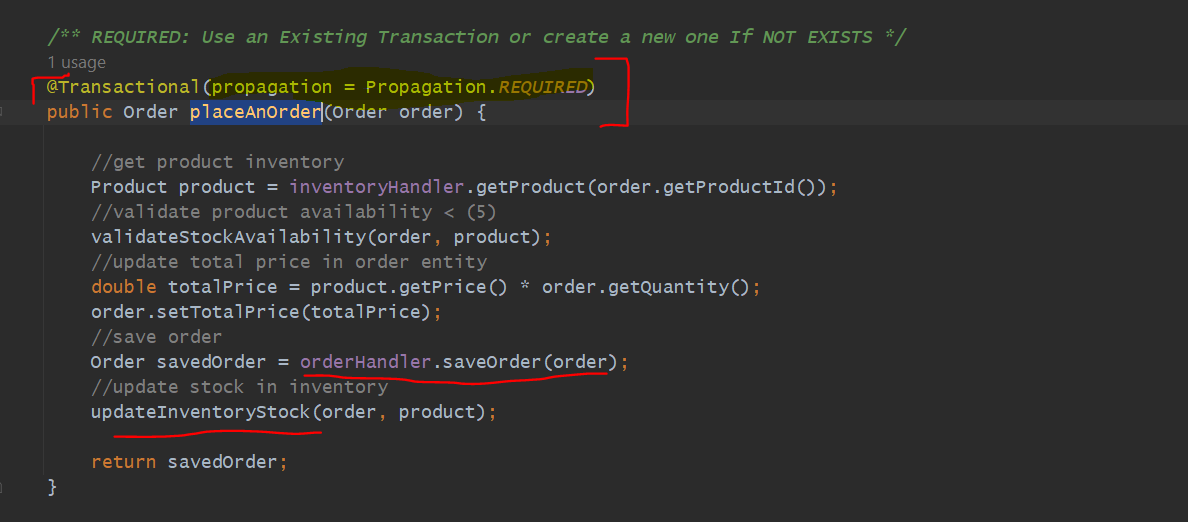 /** REQUIRED: Use an Existing Transaction or create a new one If NOT EXISTS */
1 usage
@Transactional(propagation = Propagation.REQUIRED)
public Order placeAnOrder(Order order) {
//get product inventory
Product product = inventoryHandler.getProduct(order.getProductId());
//validate product availability < (5)
validateStockAvailability(order, product);
//update total price in order entity
double totalPrice = product.getPrice() * order.getQuantity();
order.setTotalPrice(totalPrice);
//save order
Order savedOrder = orderHandler.saveOrder(order);
//update stock in inventory
updateInventoryStock(order, product);
return savedOrder;
}